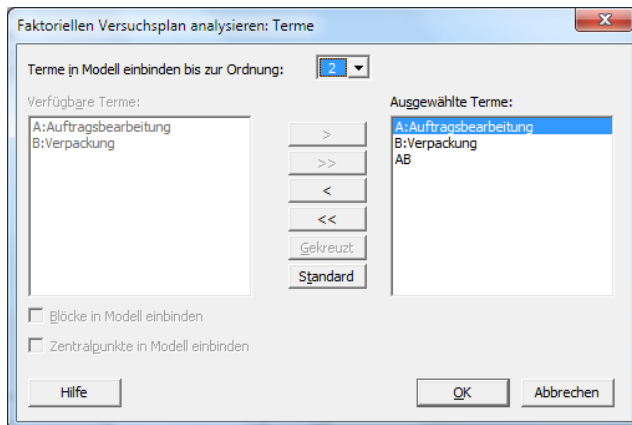 Faktoriellen Versuchsplan analysieren: Terme
Terme in Modell einbinden bis zur Ordnung: 2
Verfügbare Terme:
A:Auftragsbearbeitung
B:Verpackung
>
>>
<
<<
Gekreuzt
Standard
Ausgewählte Terme:
A:Auftragsbearbeitung
B:Verpackung
AB
Blöcke in Modell einbinden
Zentralpunkte in Modell einbinden
Hilfe
OK
Abbrechen